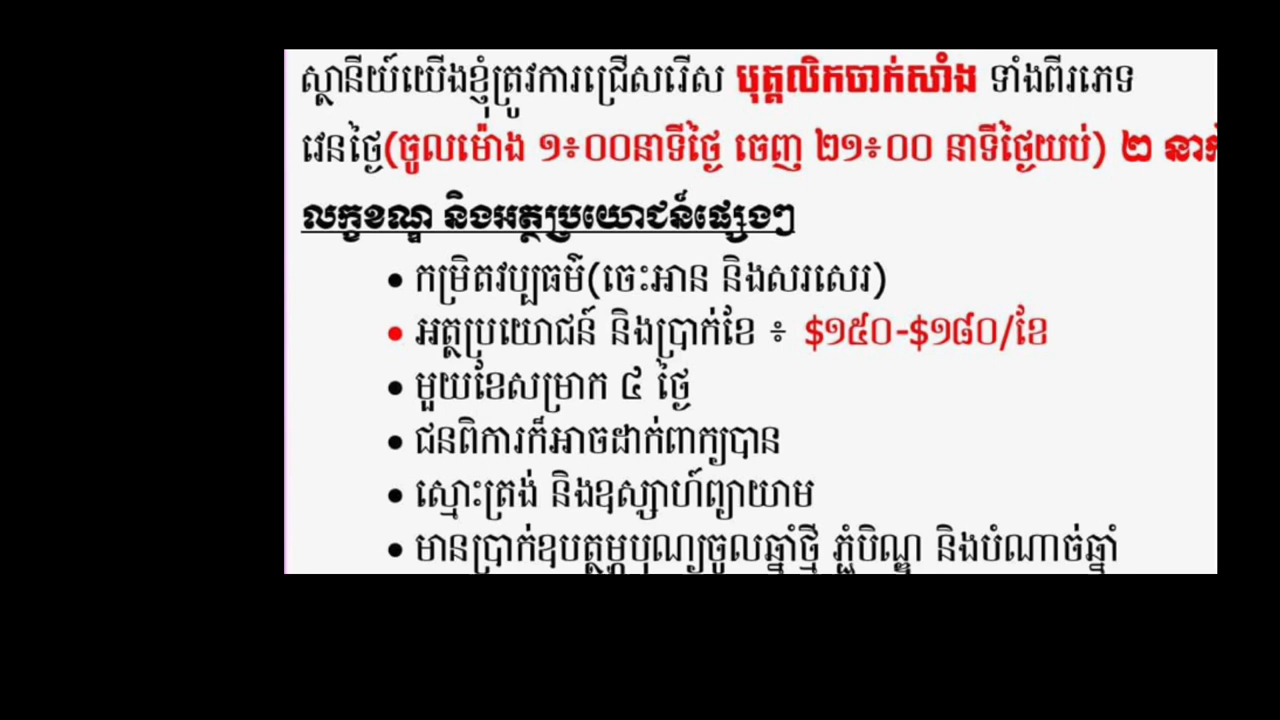 ស្ថានីយ៍យើងខ្ញុំត្រូវការជ្រើសរើស បុគ្គលិកចាក់សាំង ទាំងពីរភេទ
វេនថ្ងៃ(ចូលម៉ោង ១៖០០នាទីថ្ងៃ ចេញ ២១៖០០ នាទីថ្ងៃយប់) ២
លក្ខខណ្ឌ និងអត្ថប្រយោជន៍ផ្សេងៗ
• កម្រិតវប្បធម៌(ចេះអាន និងសរសេរ)
• អត្ថប្រយោជន៍ និងប្រាក់ខែ ៖ $១៥០-$១៨០/ខែ
• មួយខែសម្រាក ៤ ថ្ងៃ
• ជនពិការក៏អាចដាក់ពាក្យបាន
• ស្មោះត្រង់ និងឧស្សាហ៍ព្យាយាម
• មានប្រាក់ឧបត្ថម្ភបុណ្យចូលឆ្នាំថ្មី ភ្ជុំបិណ្ឌ និងបំណាច់ឆ្នាំ